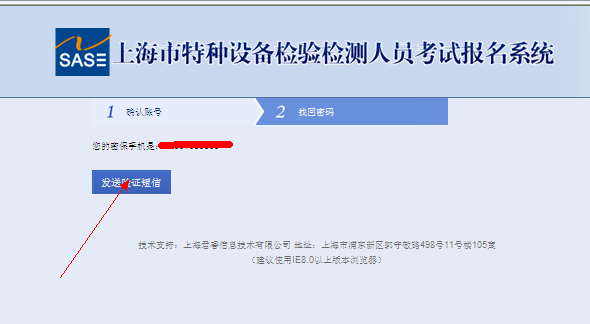 SASE
上海市特种设备检验检测人员考试报名系统
1 确认账号 2 找回密码
您的密保手机是:
发送验证短信
技术支持：上海君睿信息技术有限公司 地址：上海市浦东新区郭守敬路498号11号楼105室
（建议使用IE8.0以上版本浏览器）